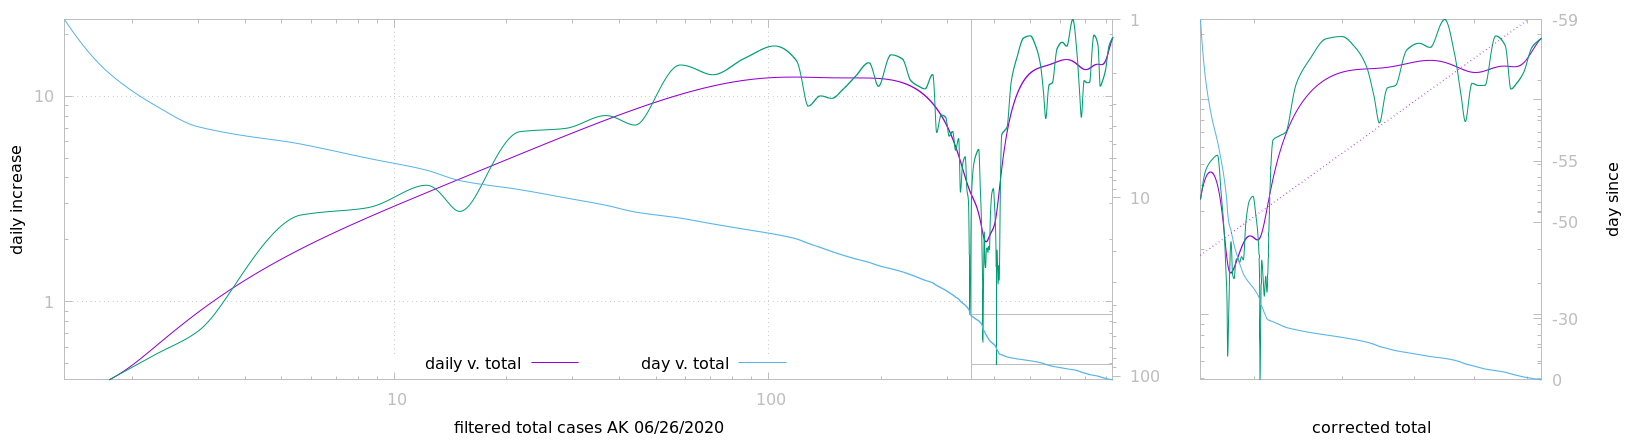 daily increase
10
1
daily v. total
day v. total
10
100
1
10
100
filtered total cases AK 06/26/2020
-59
-55
-50
-30
0
day since
corrected total